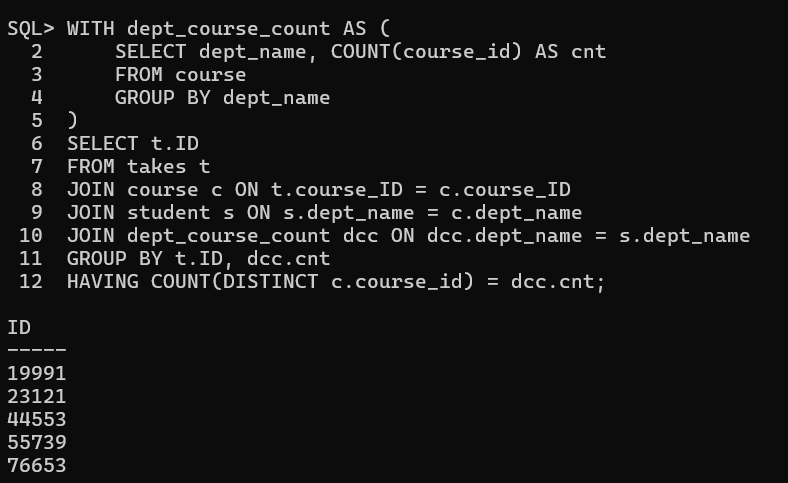 SQL> WITH dept_course_count AS (
  2      SELECT dept_name, COUNT(course_id) AS cnt
  3      FROM course
  4      GROUP BY dept_name
  5  )
  6  SELECT t.ID
  7  FROM takes t
  8  JOIN course c ON t.course_ID = c.course_ID
  9  JOIN student s ON s.dept_name = c.dept_name
 10  JOIN dept_course_count dcc ON dcc.dept_name = s.dept_name
 11  GROUP BY t.ID, dcc.cnt
 12  HAVING COUNT(DISTINCT c.course_id) = dcc.cnt;

ID
-----
19991
23121
44553
55739
76653